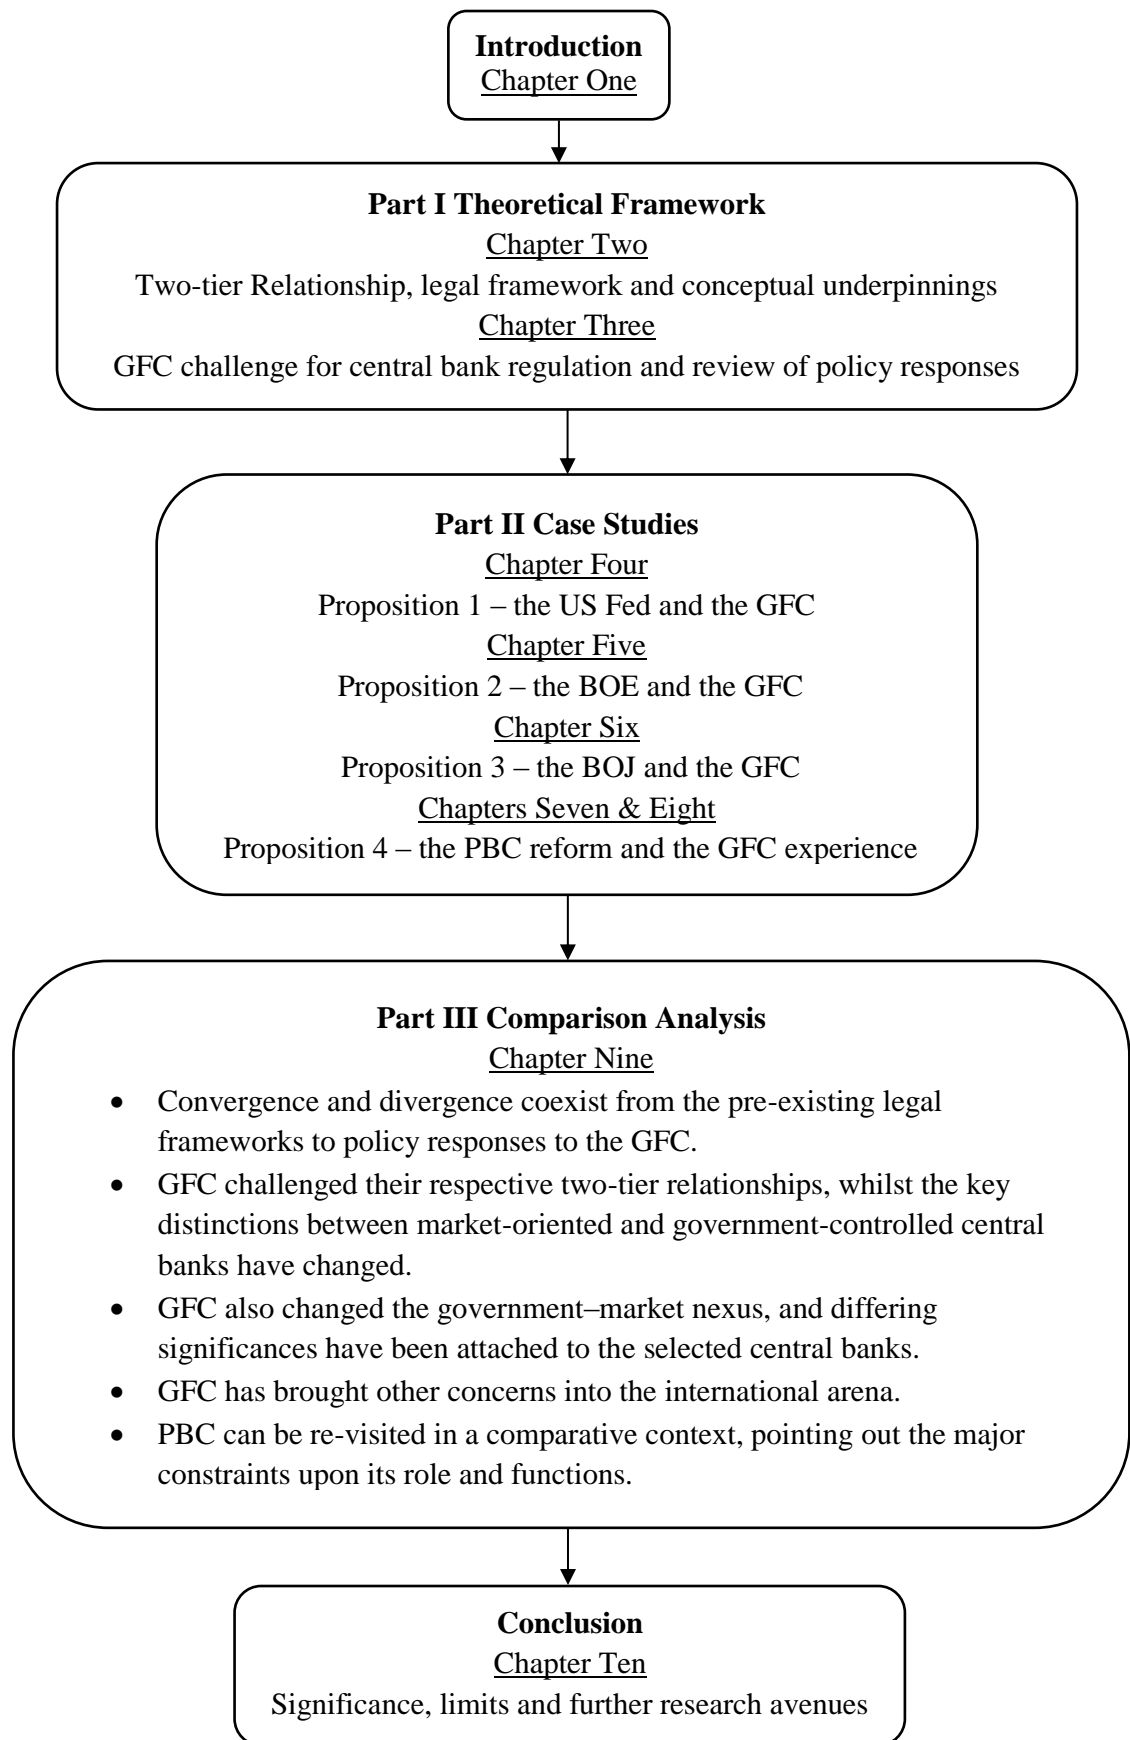 Introduction
Chapter One
Part I Theoretical Framework
Chapter Two
Two-tier Relationship, legal framework and conceptual underpinnings
Chapter Three
GFC challenge for central bank regulation and review of policy responses
Part II Case Studies
Chapter Four
Proposition 1 – the US Fed and the GFC
Chapter Five
Proposition 2 – the BOE and the GFC
Chapter Six
Proposition 3 – the BOJ and the GFC
Chapters Seven & Eight
Proposition 4 – the PBC reform and the GFC experience
Part III Comparison Analysis
Chapter Nine
• Convergence and divergence coexist from the pre-existing legal
frameworks to policy responses to the GFC.
• GFC challenged their respective two-tier relationships, whilst the key
distinctions between market-oriented and government-controlled central
banks have changed.
• GFC also changed the government–market nexus, and differing
significances have been attached to the selected central banks.
• GFC has brought other concerns into the international arena.
• PBC can be re-visited in a comparative context, pointing out the major
constraints upon its role and functions.
Conclusion
Chapter Ten
Significance, limits and further research avenues